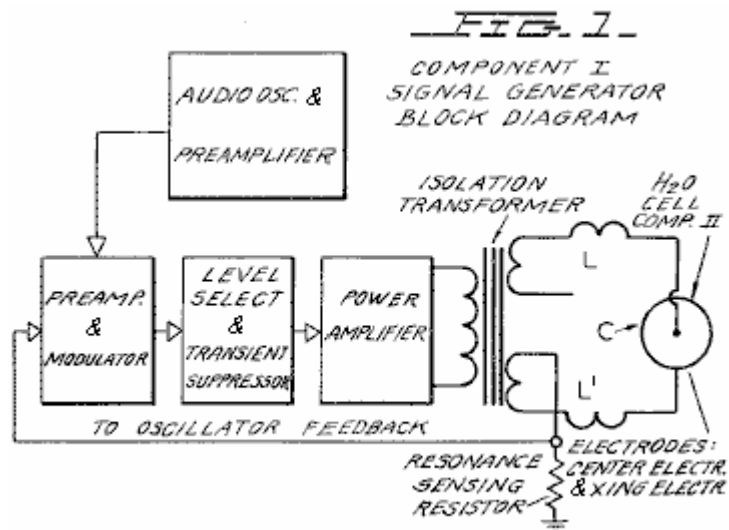 FIG. 1.
COMPONENT I
SIGNAL GENERATOR
BLOCK DIAGRAM
AUDIO OSC. &
PREAMPLIFIER
ISOLATION
TRANSFORMER
H2O
CELL
COMP. II
PREAMP.
&
MODULATOR
LEVEL
SELECT
&
TRANSIENT
SUPPRESSOR
POWER
AMPLIFIER
L
C
L'
TO OSCILLATOR FEEDBACK
RESONANCE
SENSING
RESISTOR
ELECTRODES:
CENTER ELECTR.
& XING ELECTR.